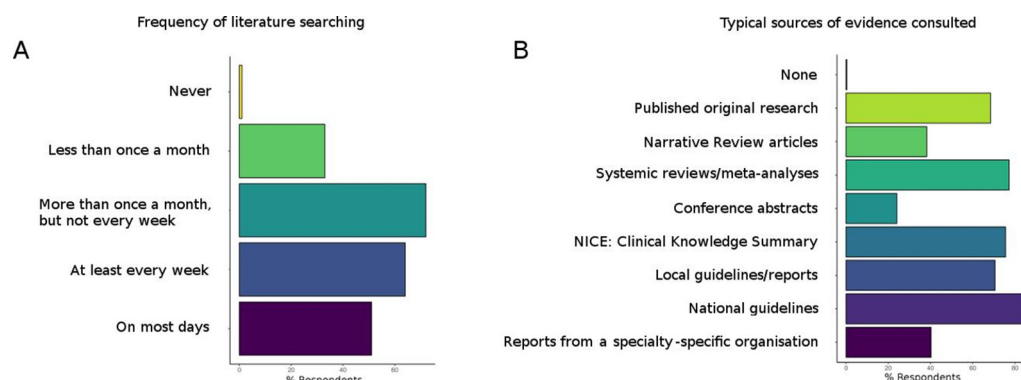 Frequency of literature searching
A
Never
Less than once a month
More than once a month,
but not every week
At least every week
On most days
0 20 40 60
% Respondents
Typical sources of evidence consulted
B
None
Published original research
Narrative Review articles
Systemic reviews/meta-analyses
Conference abstracts
NICE: Clinical Knowledge Summary
Local guidelines/reports
National guidelines
Reports from a specialty-specific organisation
0 20 40 60 80
% Respondents